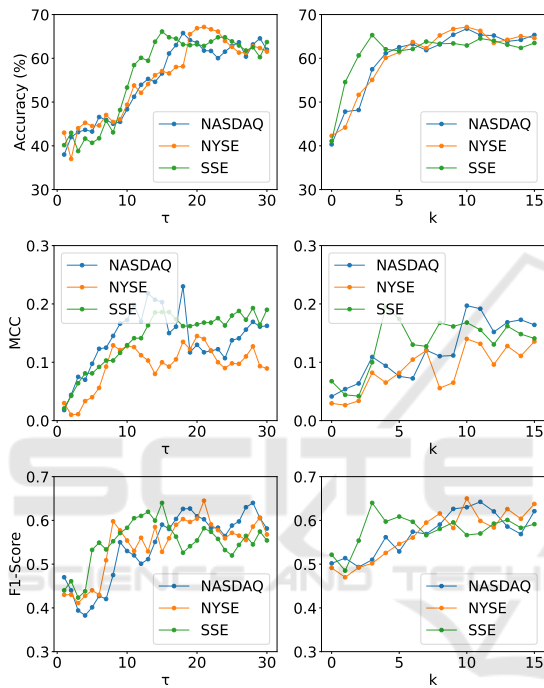 Accuracy (%)
70
60
50
40
30
0
10
20
30
τ
NASDAQ
NYSE
SSE
70
60
50
40
30
0
5
10
15
k
NASDAQ
NYSE
SSE
MCC
0.3
0.2
0.1
0.0
0
10
20
30
τ
NASDAQ
NYSE
SSE
0.3
0.2
0.1
0.0
0
5
10
15
k
NASDAQ
NYSE
SSE
F1-Score
0.7
0.6
0.5
0.4
0.3
0
10
20
30
τ
NASDAQ
NYSE
SSE
0.7
0.6
0.5
0.4
0.3
0
5
10
15
k
NASDAQ
NYSE
SSE